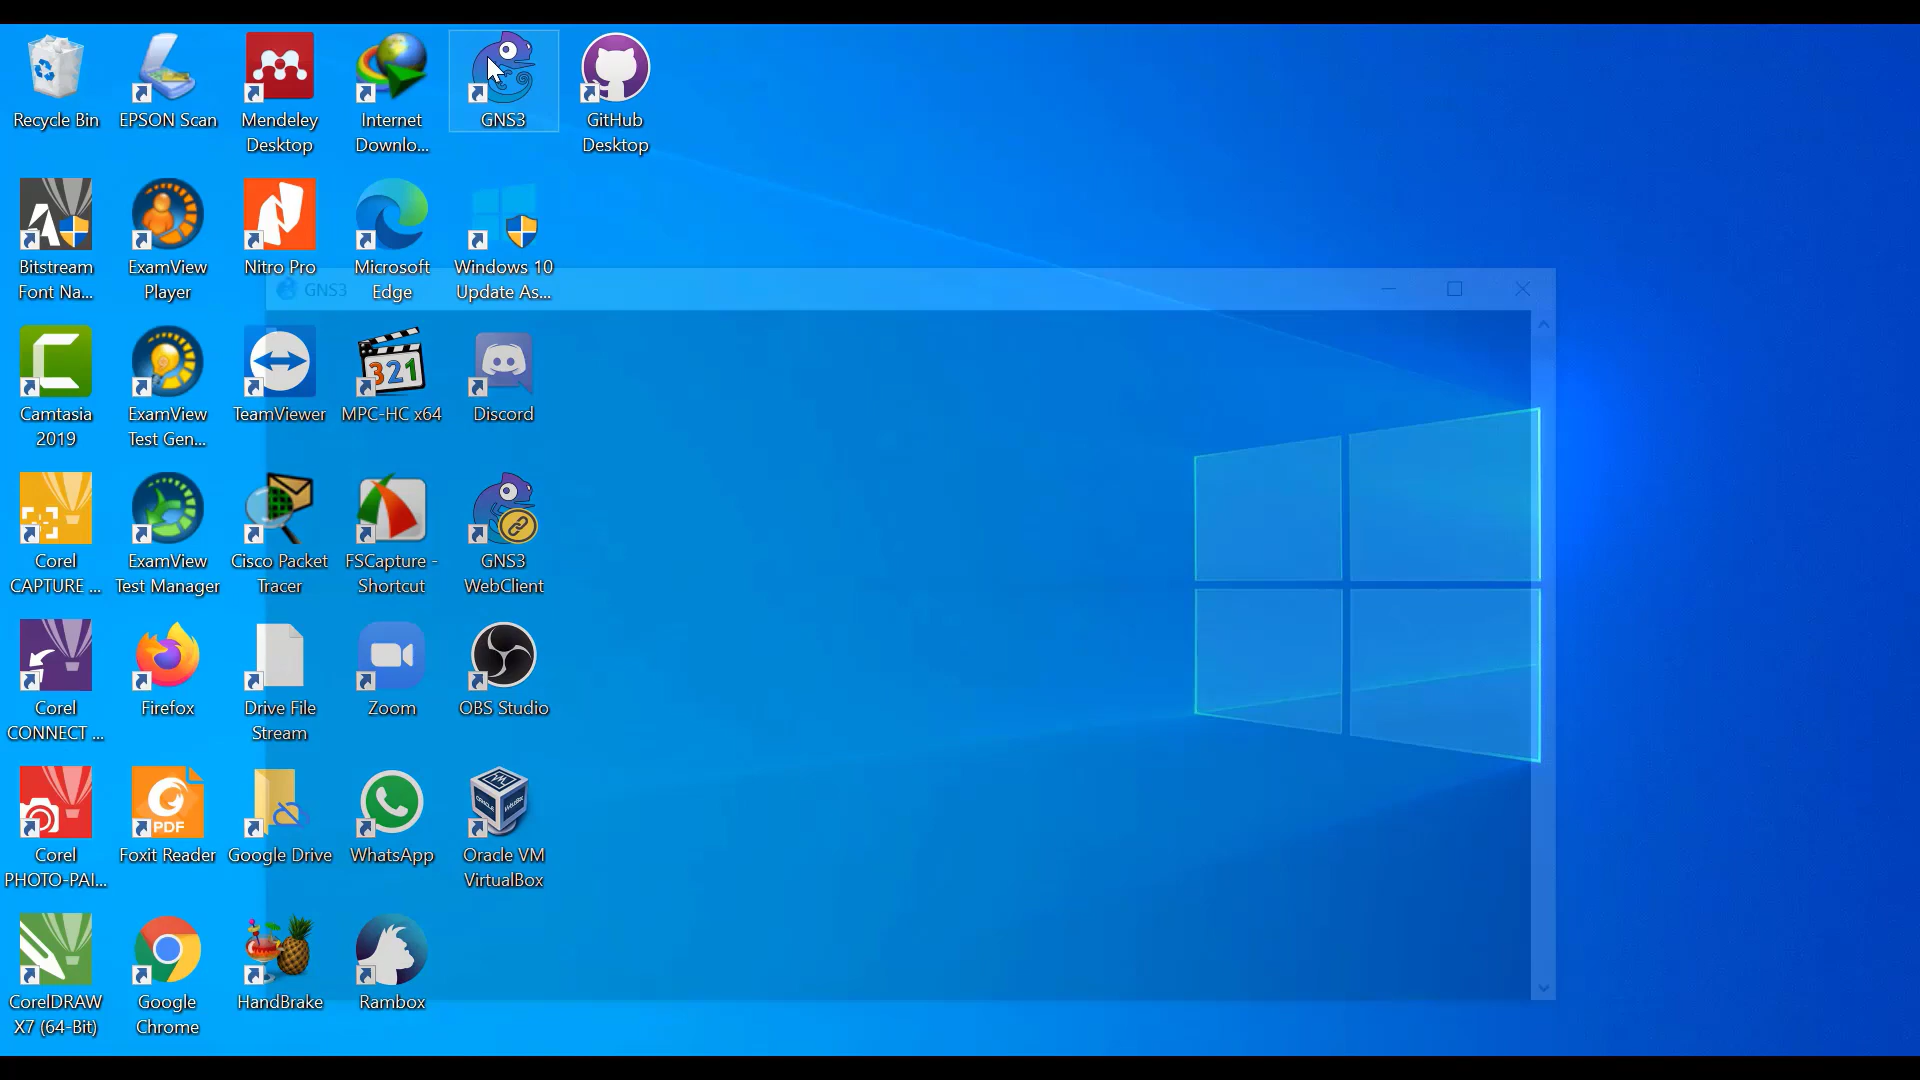 Recycle Bin
EPSON Scan
Mendeley
Desktop
Internet
Downlo...
GNS3
GitHub
Desktop
Bitstream
Font Na...
ExamView
Player
Nitro Pro
Microsoft
Edge
Windows 10
Update As...
GNS3
Camtasia
2019
ExamView
Test Gen...
TeamViewer
321
MPC-HC x64
Discord
Corel
CAPTURE ...
ExamView
Test Manager
Cisco Packet
Tracer
FSCapture -
Shortcut
GNS3
WebClient
Corel
CONNECT ...
Firefox
Drive File
Stream
Zoom
OBS Studio
Corel
PHOTO-PAI...
PDF
Foxit Reader
Google Drive
WhatsApp
Oracle VM
VirtualBox
CorelDRAW
X7 (64-Bit)
Google
Chrome
HandBrake
Rambox